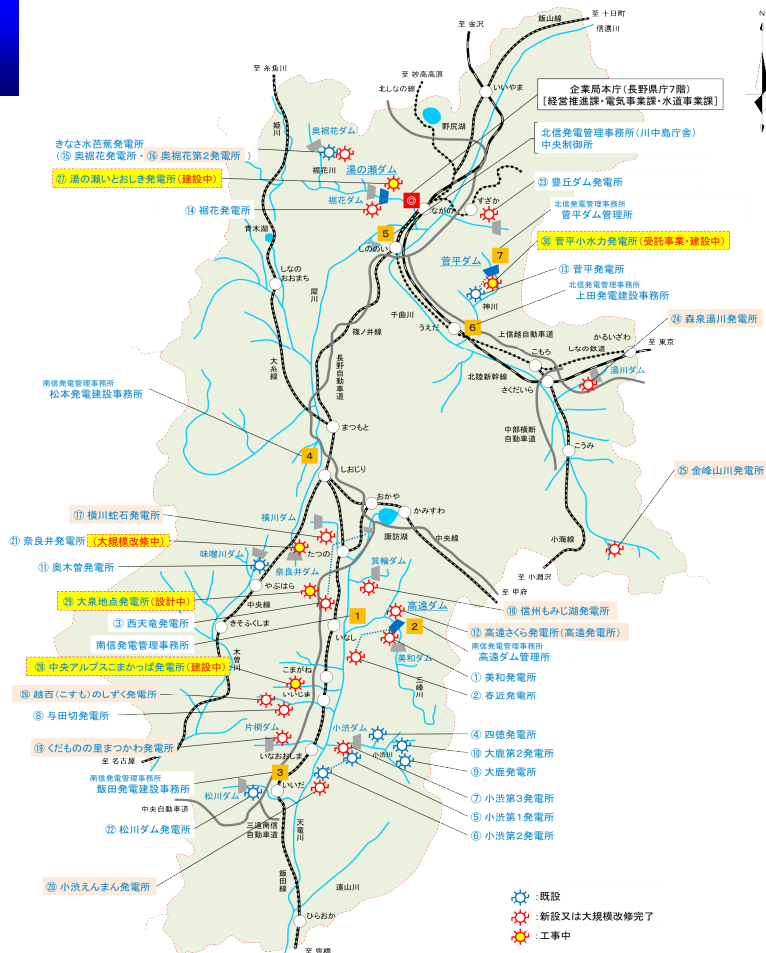 至 十日町
飯山線
信濃川
N
至 金沢
至 糸魚川
至 妙高高原
北しなの線
いいやま
企業局本庁（長野県庁7階）
［経営推進課・電気事業課・水道事業課］
野尻湖
姫川
奥裾花ダム
北信発電管理事務所（川中島庁舎）
中央制御所
きなさ水芭蕉発電所
（⑮ 奥裾花発電所・⑯ 奥裾花第2発電所 ）
裾花川
湯の瀬ダム
㉗ 湯の瀬いとおしき発電所（建設中）
㉓ 豊丘ダム発電所
すざか
裾花ダム
◎
ながの
⑭ 裾花発電所
北信発電管理事務所
菅平ダム管理所
青木湖
5
しののい
㉚ 菅平小水力発電所（受託事業・建設中）
菅平ダム
7
しなの
おおまち
⑬ 菅平発電所
犀川
千曲川
神川
北信発電管理事務所
上田発電建設事務所
篠ノ井線
うえだ
6
上信越自動車道
㉔ 森泉湯川発電所
かるいざわ
しなの鉄道
至 東京
こもろ
大糸線
長野自動車道
北陸新幹線
さくだいら
湯川ダム
南信発電管理事務所
松本発電建設事務所
まつもと
中部横断
自動車道
こうみ
4
しおじり
㉕ 金峰山川発電所
おかや
かみすわ
⑰ 横川蛇石発電所
横川ダム
諏訪湖
中央線
小海線
㉑ 奈良井発電所（大規模改修中）
味噌川ダム
たつの
⑪ 奥木曽発電所
奈良井ダム
箕輪ダム
至 小淵沢
やぶはら
至 甲府
㉙ 大泉地点発電所（設計中）
中央線
⑱ 信州もみじ湖発電所
高遠ダム
③ 西天竜発電所
きそふくしま
1
2
⑫ 高遠さくら発電所（高遠発電所）
南信発電管理事務所
いなし
南信発電管理事務所
高遠ダム管理所
美和ダム
㉘ 中央アルプスこまかっぱ発電所（建設中）
木曽川
こまがね
三峰川
① 美和発電所
② 春近発電所
㉖ 越百（こすも）のしずく発電所
いいじま
⑧ 与田切発電所
片桐ダム
小渋ダム
④ 四徳発電所
⑲ くだものの里まつかわ発電所
⑩ 大鹿第2発電所
至 名古屋
いなおおしま
小渋川
⑨ 大鹿発電所
南信発電管理事務所
飯田発電建設事務所
3
いいだ
松川ダム
⑦ 小渋第3発電所
中央自動車道
⑤ 小渋第1発電所
㉒ 松川ダム発電所
三遠南信
自動車道
天竜川
⑥ 小渋第2発電所
飯田線
⑳ 小渋えんまん発電所
遠山川
：既設
：新設又は大規模改修完了
ひらおか
：工事中
至 豊橋